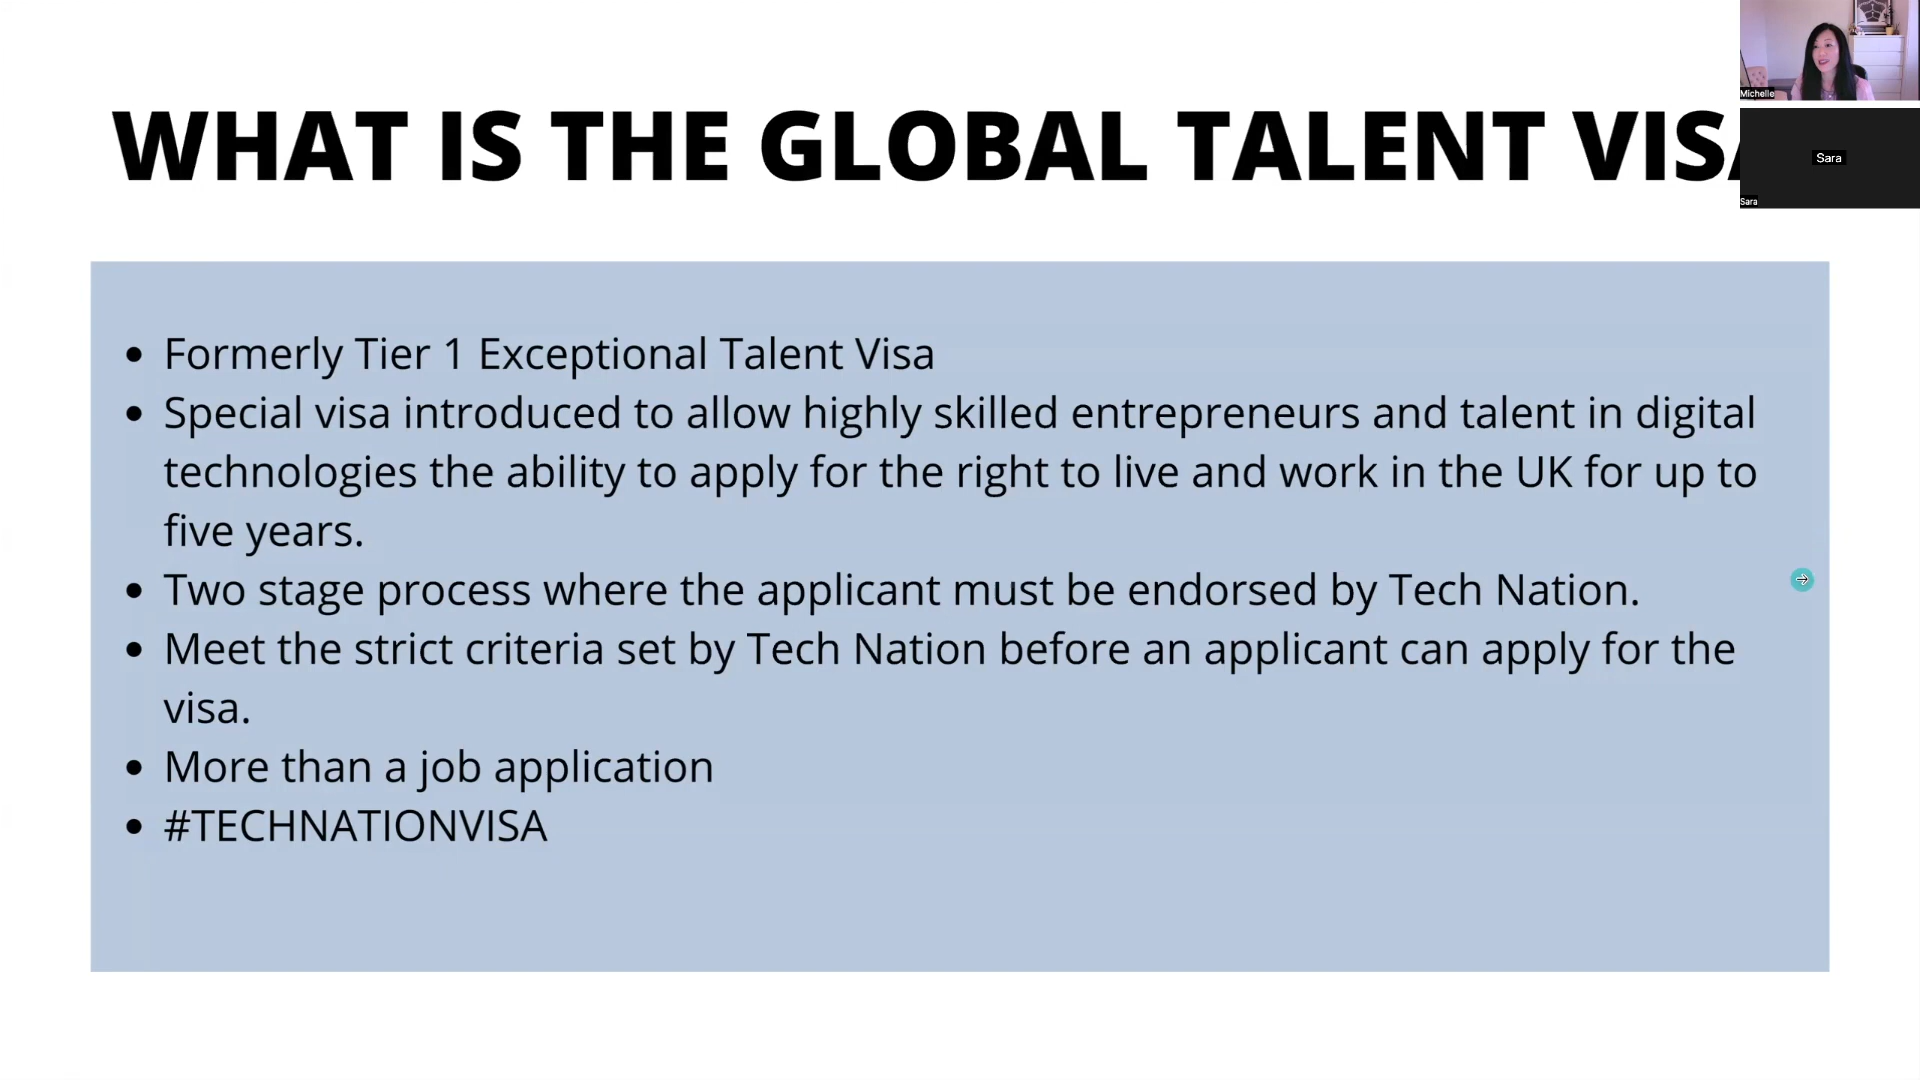 WHAT IS THE GLOBAL TALENT VISA
Michelle
Sara
Sara
• Formerly Tier 1 Exceptional Talent Visa
• Special visa introduced to allow highly skilled entrepreneurs and talent in digital
technologies the ability to apply for the right to live and work in the UK for up to
five years.
• Two stage process where the applicant must be endorsed by Tech Nation.
• Meet the strict criteria set by Tech Nation before an applicant can apply for the
visa.
• More than a job application
• #TECHNATIONVISA